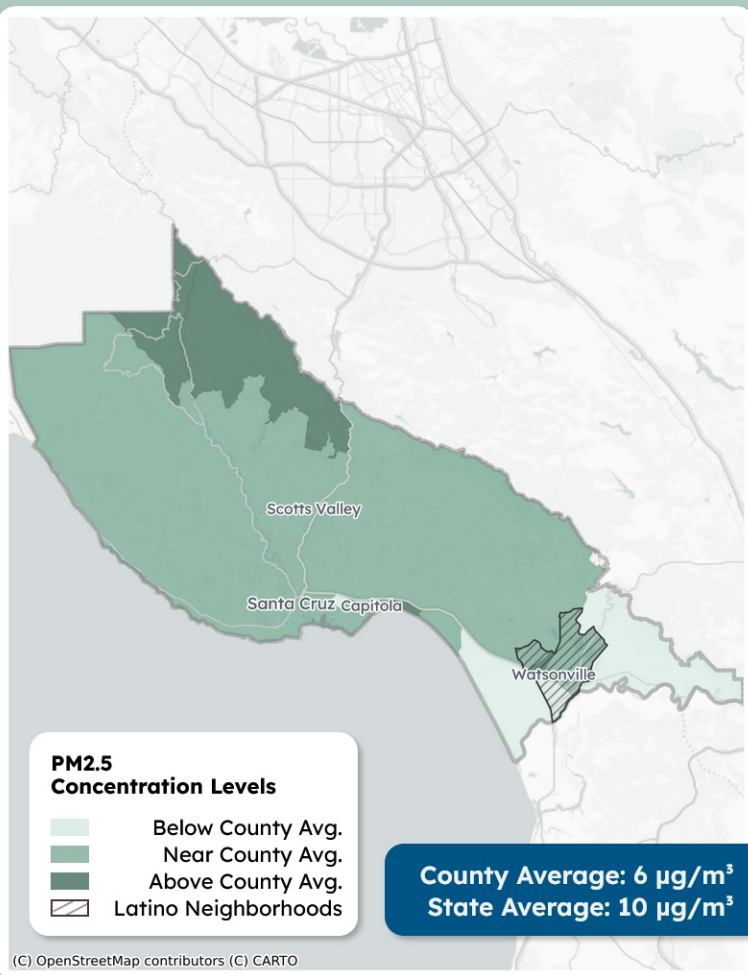 Scotts Valley
Santa Cruz
Capitola
Watsonville
PM2.5
Concentration Levels
Below County Avg.
Near County Avg.
Above County Avg.
Latino Neighborhoods
County Average: 6 µg/m³
State Average: 10 µg/m³
(C) OpenStreetMap contributors (C) CARTO